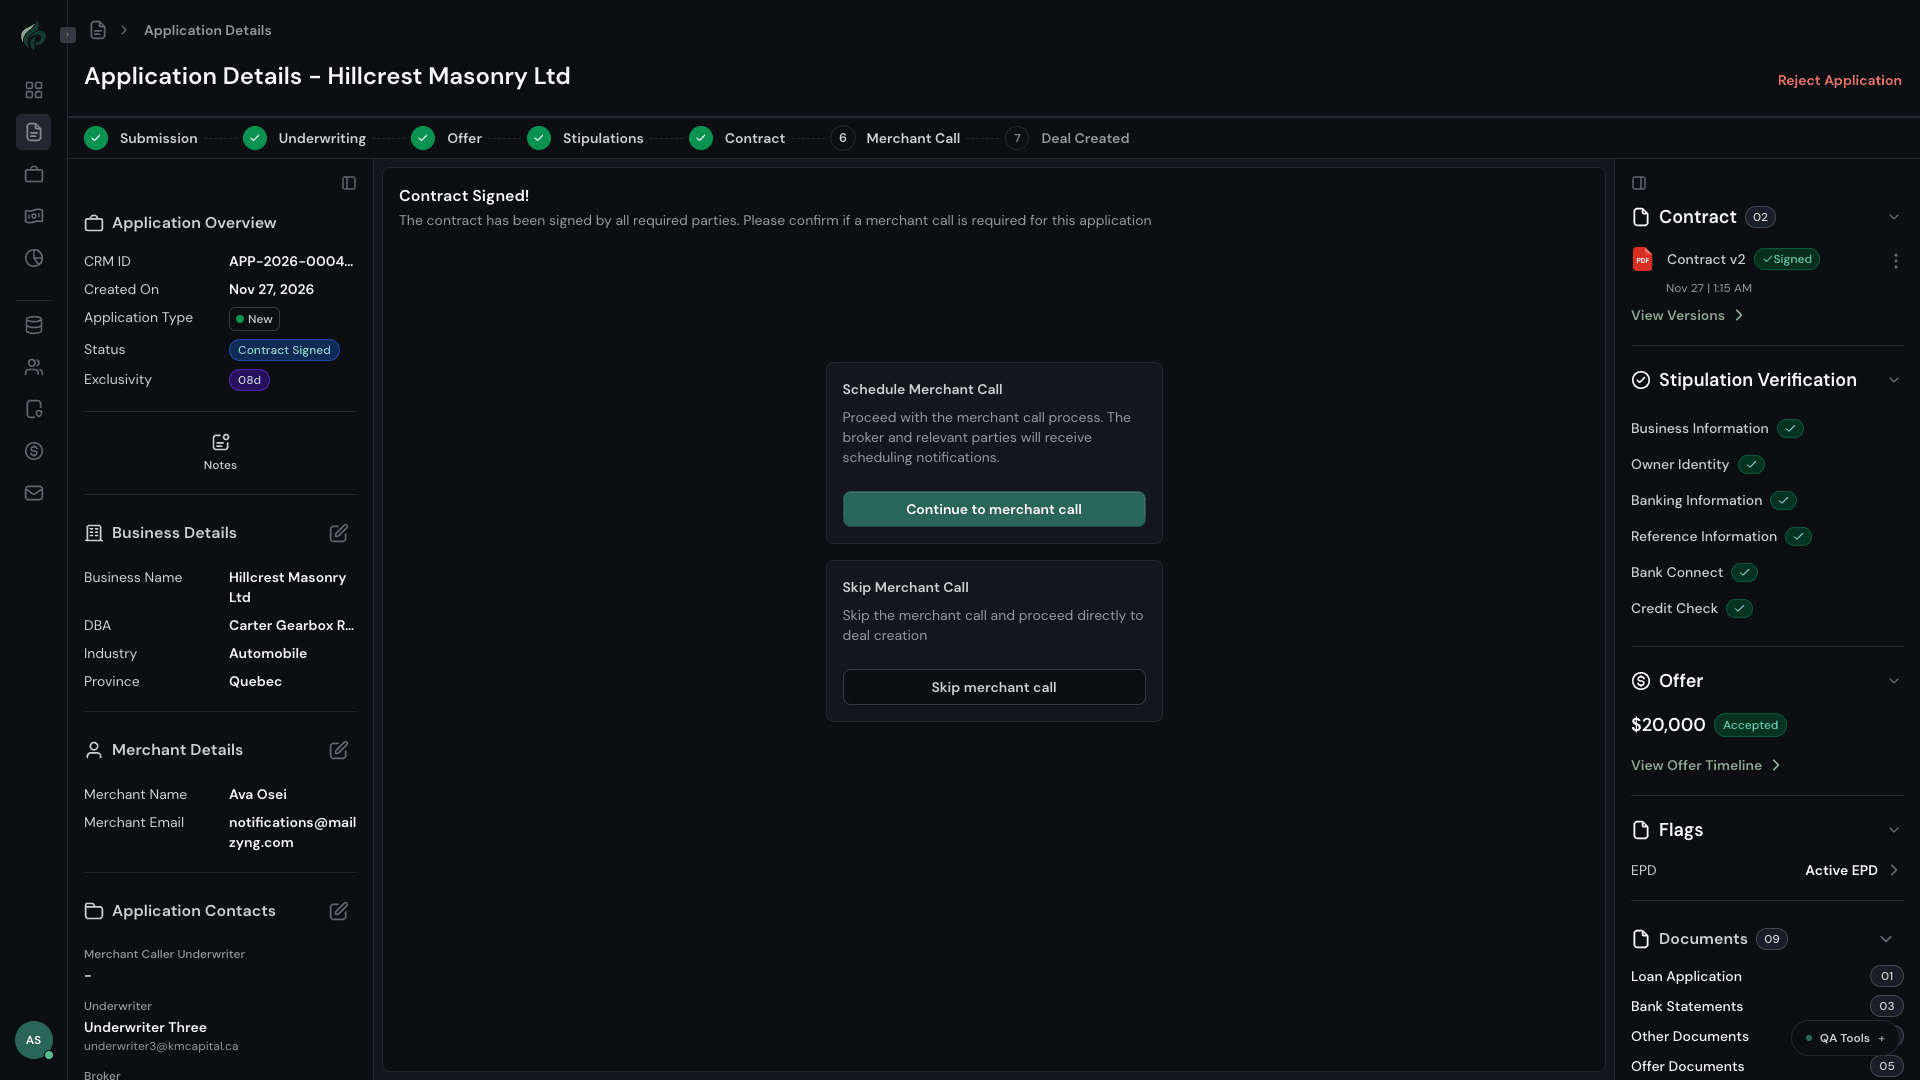 Application Details
Application Details - Hillcrest Masonry Ltd
Reject Application
Submission
Underwriting
Offer
Stipulations
Contract
6
Merchant Call
7
Deal Created
Application Overview
CRM ID
APP-2026-0004...
Created On
Nov 27, 2026
Application Type
New
Status
Contract Signed
Exclusivity
08d
Notes
Business Details
Business Name
Hillcrest Masonry
Ltd
DBA
Carter Gearbox R...
Industry
Automobile
Province
Quebec
Merchant Details
Merchant Name
Ava Osei
Merchant Email
notifications@mail
zyng.com
Application Contacts
Merchant Caller Underwriter
-
Underwriter
Underwriter Three
underwriter3@kmcapital.ca
Broker
AS
Contract Signed!
The contract has been signed by all required parties. Please confirm if a merchant call is required for this application
Schedule Merchant Call
Proceed with the merchant call process. The
broker and relevant parties will receive
scheduling notifications.
Continue to merchant call
Skip Merchant Call
Skip the merchant call and proceed directly to
deal creation
Skip merchant call
Contract
02
PDF
Contract v2
Signed
Nov 27 | 1:15 AM
View Versions
Stipulation Verification
Business Information
Owner Identity
Banking Information
Reference Information
Bank Connect
Credit Check
Offer
$20,000
Accepted
View Offer Timeline
Flags
EPD
Active EPD
Documents
09
Loan Application
01
Bank Statements
03
Other Documents
QA Tools +
Offer Documents
05